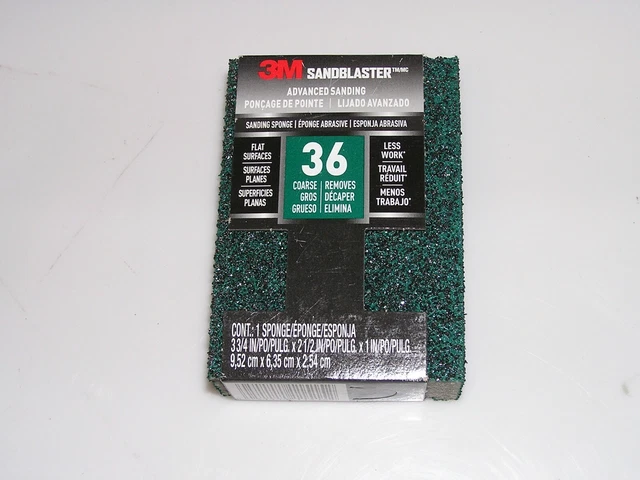 3M SANDBLASTER™/MC
ADVANCED SANDING
PONÇAGE DE POINTE | LIJADO AVANZADO
SANDING SPONGE | ÉPONGE ABRASIVE | ESPONJA ABRASIVA
FLAT
SURFACES
SURFACES
PLANES
SUPERFICIES
PLANAS
36
COARSE | REMOVES
GROS | DÉCAPER
GRUESO | ELIMINA
LESS
WORK*
TRAVAIL
RÉDUIT*
MENOS
TRABAJO*
CONT.: 1 SPONGE/ÉPONGE/ESPONJA
3 3/4 IN/PO/PULG. x 2 1/2 IN/PO/PULG. x 1 IN/PO/PULG.
9,52 cm x 6,35 cm x 2,54 cm